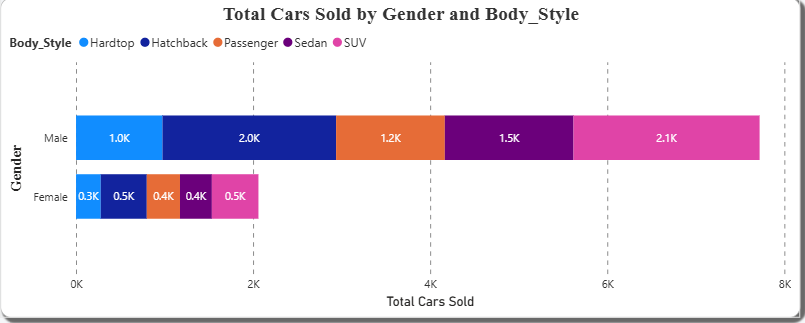 Total Cars Sold by Gender and Body_Style
Body_Style Hardtop Hatchback Passenger Sedan SUV
Gender
Male 1.0K 2.0K 1.2K 1.5K 2.1K
Female 0.3K 0.5K 0.4K 0.4K 0.5K
0K 2K 4K 6K 8K
Total Cars Sold